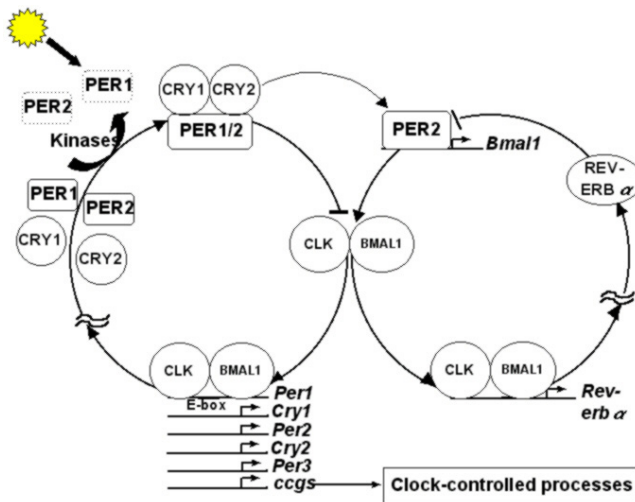 PER1
PER2
Kinases
CRY1 CRY2
PER1/2
PER2
Bmal1
REV-
ERB α
PER1
PER2
CRY1
CRY2
CLK BMAL1
CLK BMAL1
E-box
Per1
Cry1
Per2
Cry2
Per3
ccgs
Clock-controlled processes
CLK BMAL1
Rev-
erb α